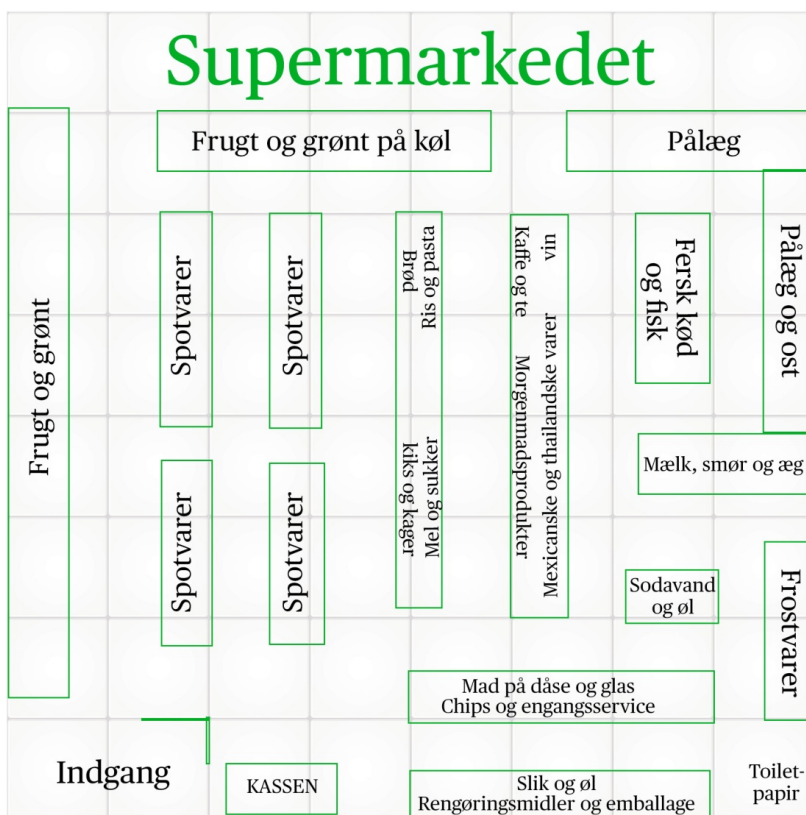 Supermarkedet
Frugt og grønt på køl
Pålæg
Frugt og grønt
Spotvarer
Spotvarer
Brød
Ris og pasta
Kaffe og te
vin
Fersk kød
og fisk
Pålæg og ost
Morgenmadsprodukter
Mexicanske og thailandske varer
kiks og kager
Mel og sukker
Mælk, smør og æg
Spotvarer
Spotvarer
Sodavand
og øl
Frostvarer
Mad på dåse og glas
Chips og engangsservice
Indgang
KASSEN
Slik og øl
Rengøringsmidler og emballage
Toilet-
papir